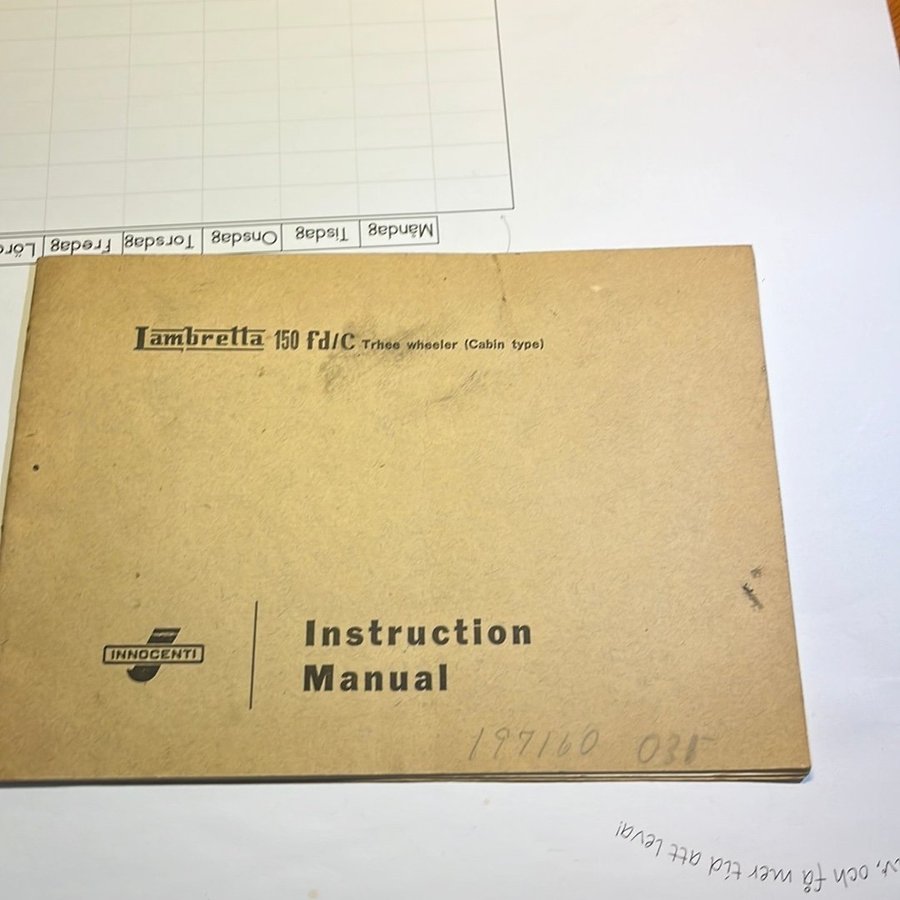 Lördag Fredag Torsdag Onsdag Tisdag Måndag
Lambretta 150 fd/C Trhee wheeler (Cabin type)
INNOCENTI
Instruction
Manual
197160 035
och få mer tid att leva!